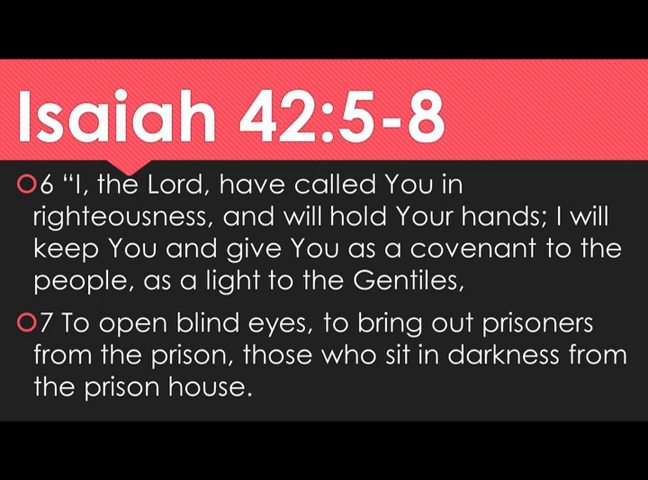 Isaiah 42:5-8
6 “I, the Lord, have called You in
righteousness, and will hold Your hands; I will
keep You and give You as a covenant to the
people, as a light to the Gentiles,
7 To open blind eyes, to bring out prisoners
from the prison, those who sit in darkness from
the prison house.